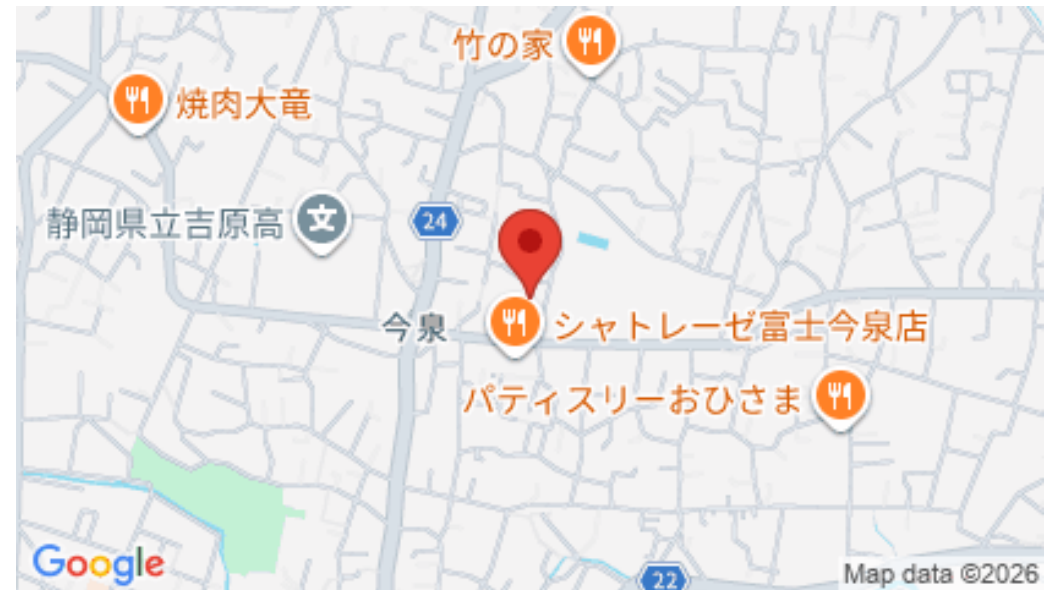 竹の家
焼肉大竜
静岡県立吉原高
文
24
今泉
シャトレーゼ富士今泉店
パティスリーおひさま
Google
22
Map data ©2026